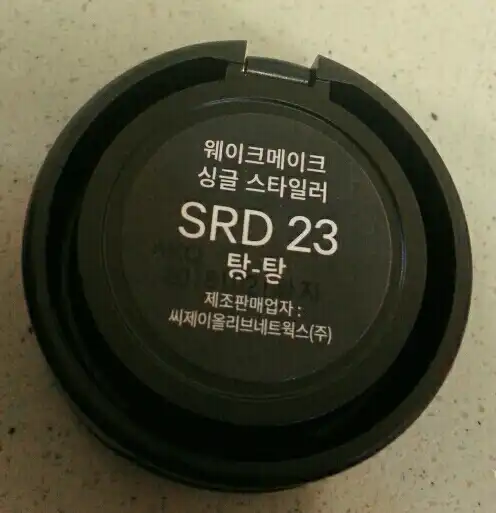 웨이크메이크
싱글 스타일러
SRD 23
탕-탕
제조판매업자 :
씨제이올리브네트웍스(주)